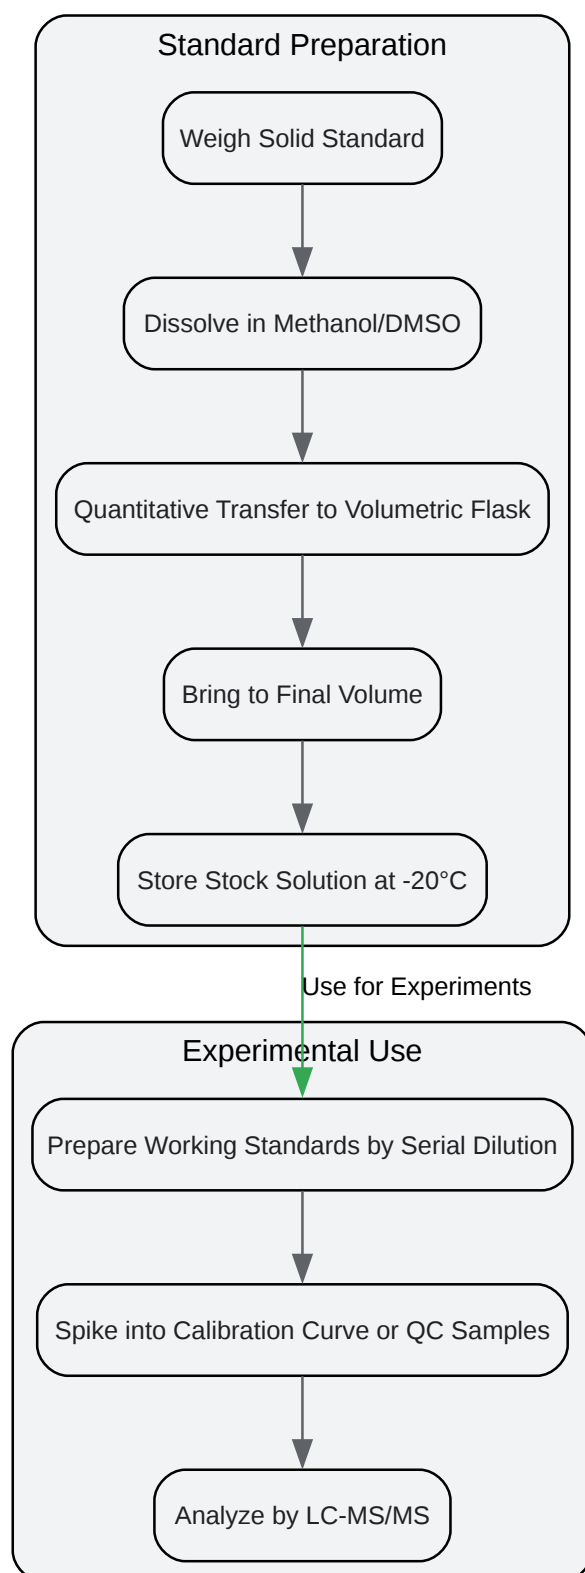 Standard Preparation
Weigh Solid Standard
Dissolve in Methanol/DMSO
Quantitative Transfer to Volumetric Flask
Bring to Final Volume
Store Stock Solution at -20°C
Use for Experiments
Experimental Use
Prepare Working Standards by Serial Dilution
Spike into Calibration Curve or QC Samples
Analyze by LC-MS/MS